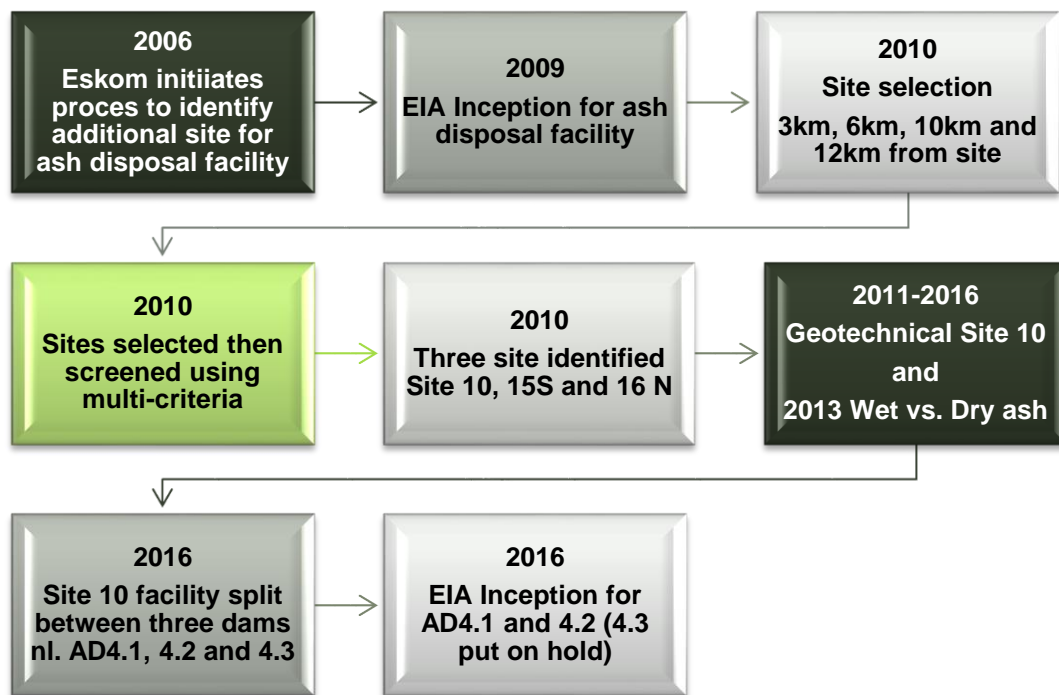 2006
Eskom initiiates
proces to identify
additional site for
ash disposal facility
2009
EIA Inception for ash
disposal facility
2010
Site selection
3km, 6km, 10km and
12km from site
2010
Sites selected then
screened using
multi-criteria
2010
Three site identified
Site 10, 15S and 16 N
2011-2016
Geotechnical Site 10
and
2013 Wet vs. Dry ash
2016
Site 10 facility split
between three dams
nl. AD4.1, 4.2 and 4.3
2016
EIA Inception for
AD4.1 and 4.2 (4.3
put on hold)